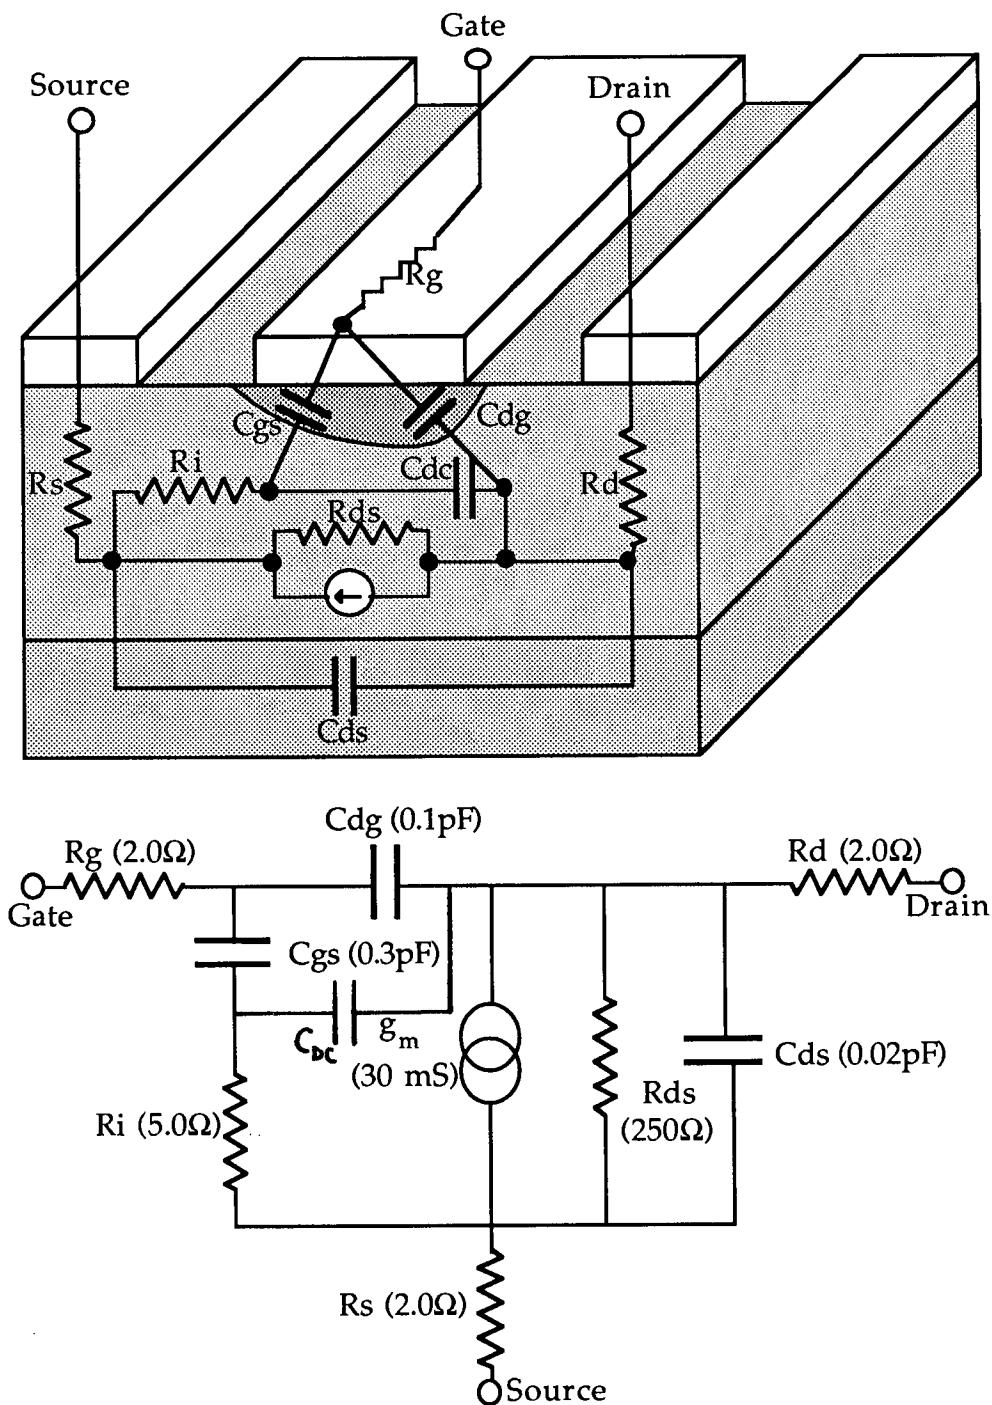 Gate
Source
Drain
Rg
Cgs
Cdg
Ri
Cdc
Rs
Rd
Rds
Cds
Cdg (0.1pF)
Rg (2.0Ω)
Rd (2.0Ω)
Gate
Drain
Cgs (0.3pF)
CDC
gm
(30 mS)
Cds (0.02pF)
Rds
(250Ω)
Ri (5.0Ω)
Rs (2.0Ω)
Source